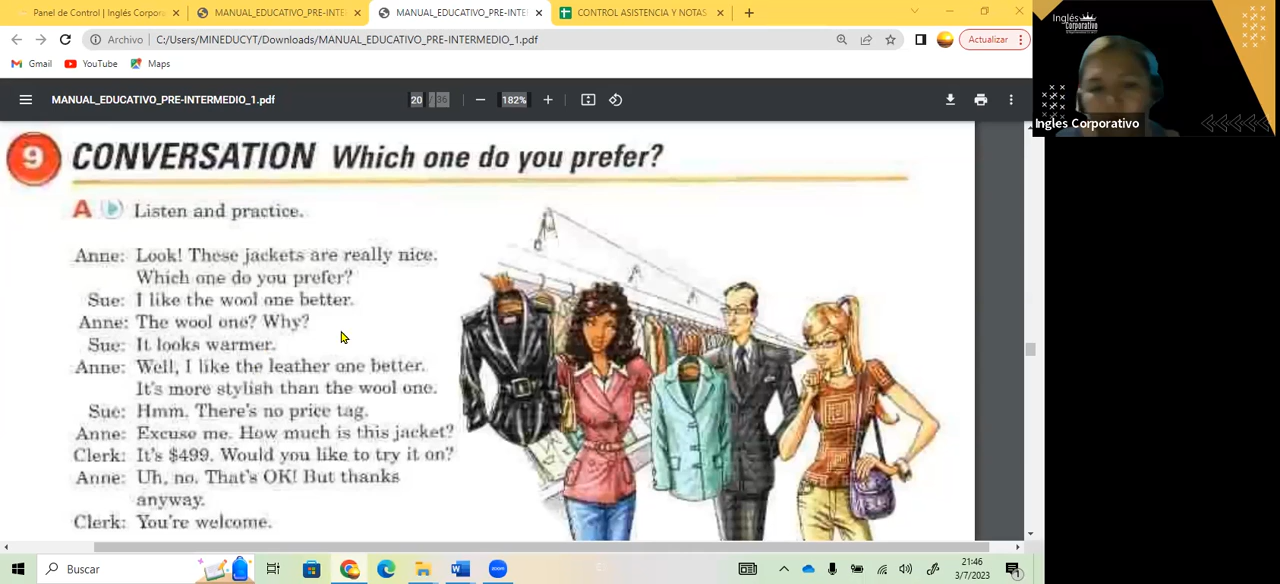 Panel de Control | Inglés Corpora
MANUAL_EDUCATIVO_PRE-INTE
MANUAL_EDUCATIVO_PRE-INTE
CONTROL ASISTENCIA Y NOTAS
Archivo C:/Users/MINEDUCYT/Downloads/MANUAL_EDUCATIVO_PRE-INTERMEDIO_1.pdf
Actualizar
Gmail YouTube Maps
MANUAL_EDUCATIVO_PRE-INTERMEDIO_1.pdf
20 / 36
182%
Inglés
Corporativo
Ingles Corporativo
9 CONVERSATION Which one do you prefer?
A Listen and practice.
Anne: Look! These jackets are really nice.
Which one do you prefer?
Sue: I like the wool one better.
Anne: The wool one? Why?
Sue: It looks warmer.
Anne: Well, I like the leather one better.
It's more stylish than the wool one.
Sue: Hmm. There's no price tag.
Anne: Excuse me. How much is this jacket?
Clerk: It's $499. Would you like to try it on?
Anne: Uh, no. That's OK! But thanks
anyway.
Clerk: You're welcome.
Buscar
21:46
3/7/2023